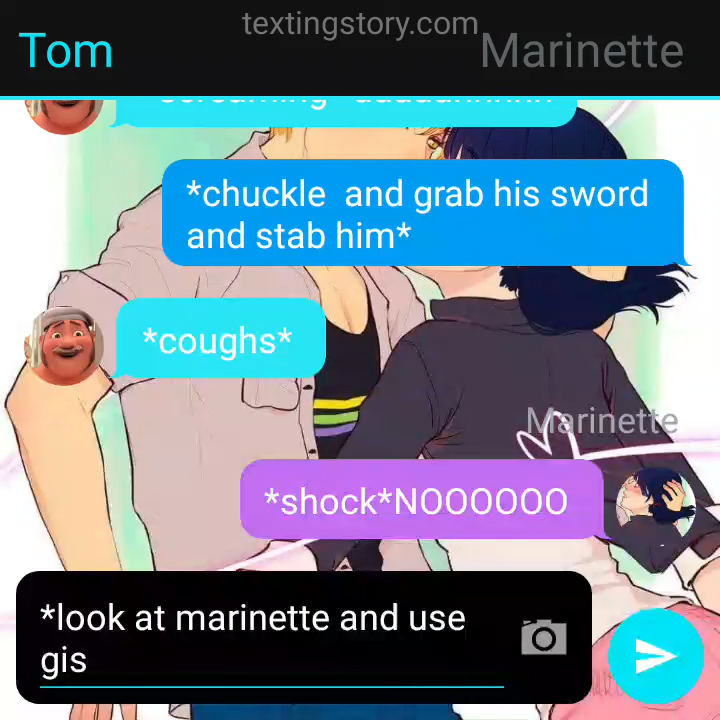 textingstory.com
Tom
Marinette
*chuckle  and grab his sword
and stab him*
*coughs*
Marinette
*shock*NOOOOOO
*look at marinette and use
gis